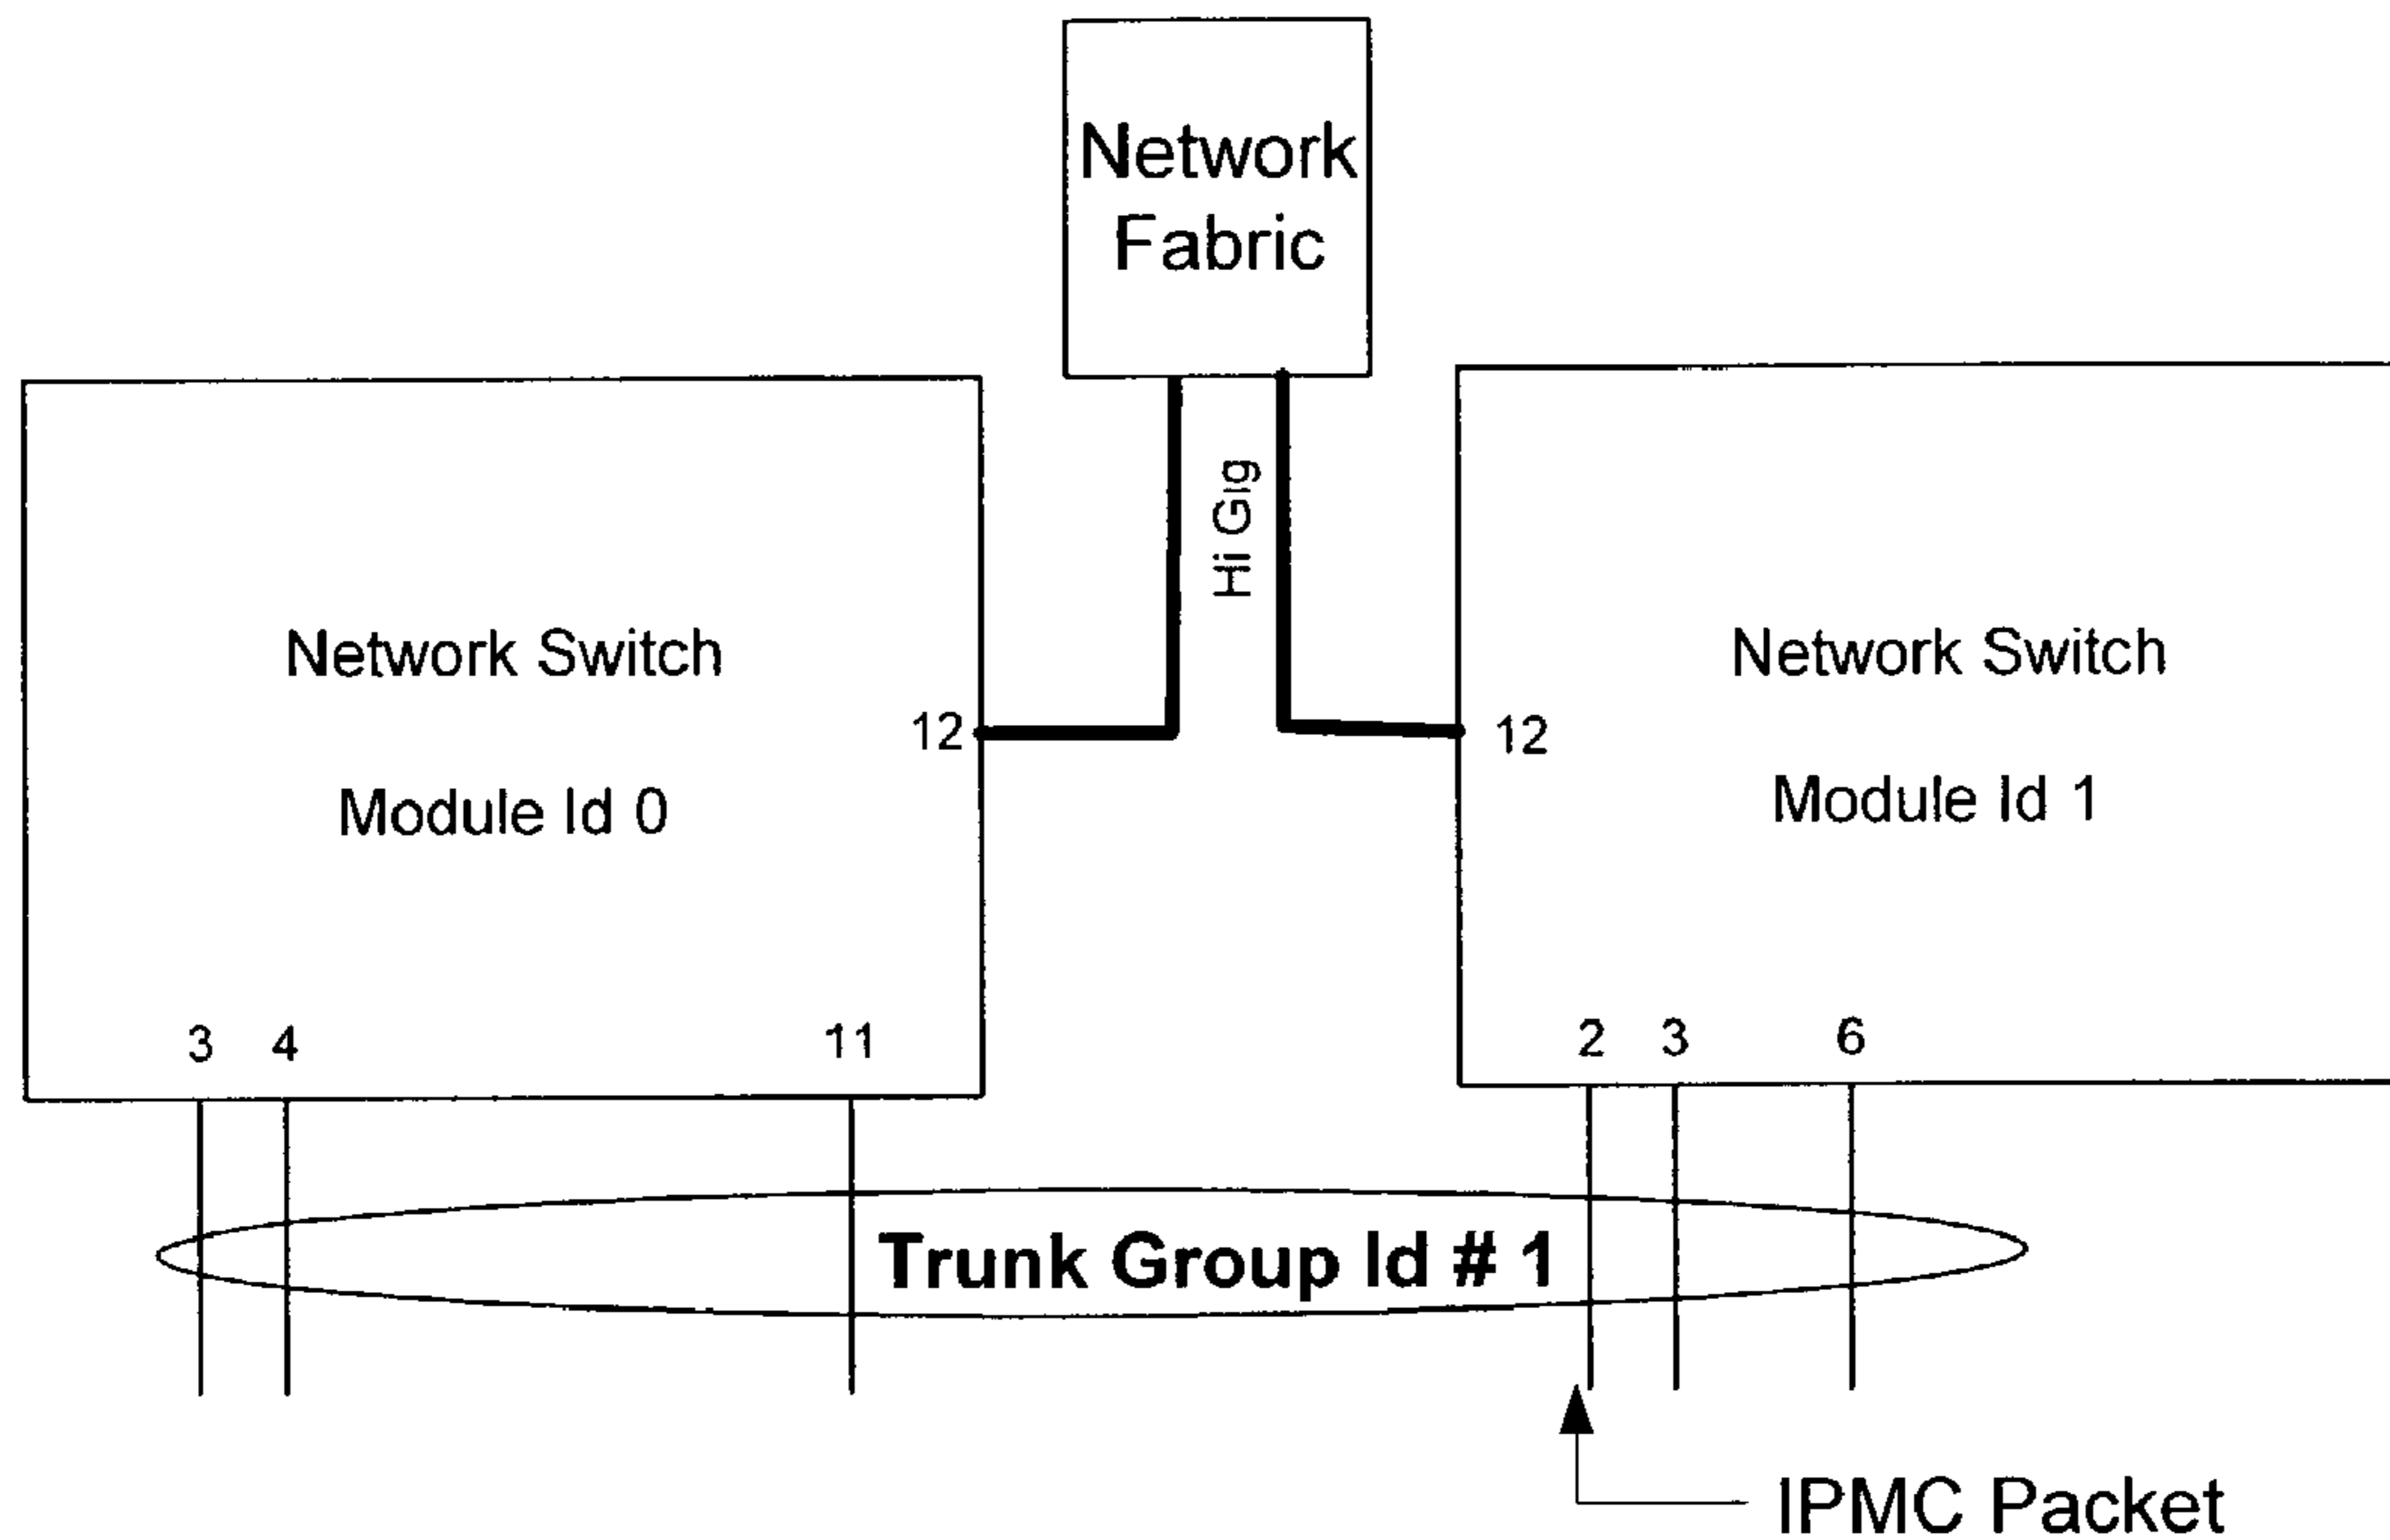 Network
Fabric
Hi Gig
Network Switch
Module Id 0
12
3 4 11
Network Switch
Module Id 1
12
2 3 6
Trunk Group Id # 1
IPMC Packet